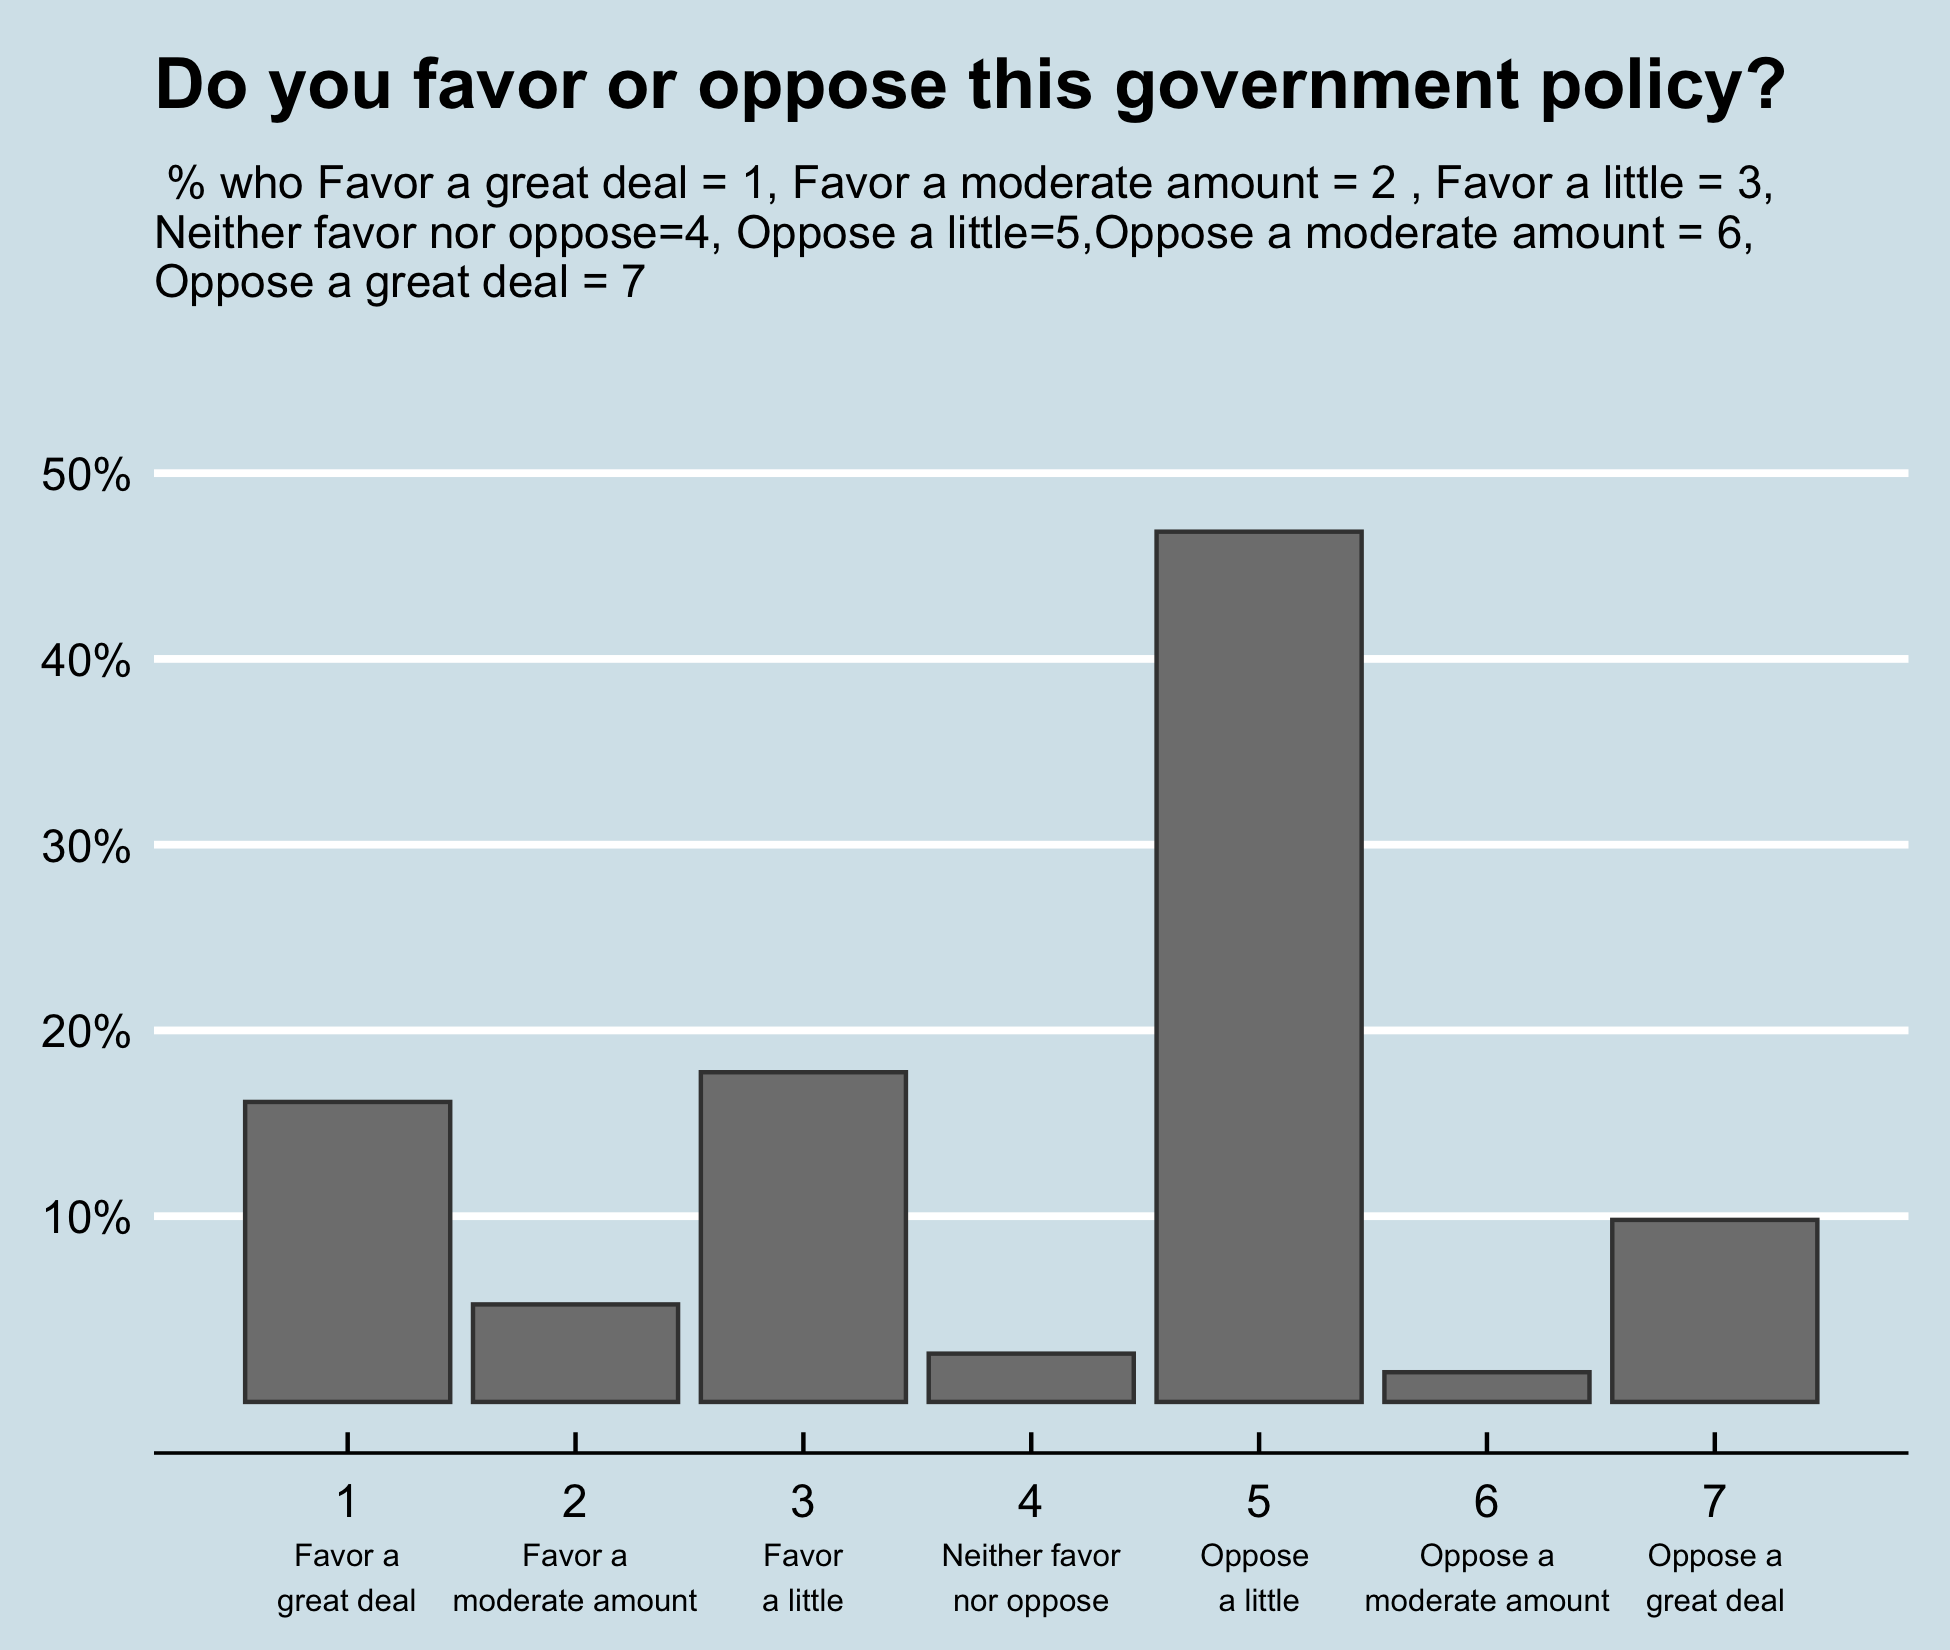 Do you favor or oppose this government policy?
% who Favor a great deal = 1, Favor a moderate amount = 2 , Favor a little = 3,
Neither favor nor oppose=4, Oppose a little=5,Oppose a moderate amount = 6,
Oppose a great deal = 7
50%
40%
30%
20%
10%
1 2 3 4 5 6 7
Favor a Favor a Favor Neither favor Oppose Oppose a Oppose a
great deal moderate amount a little nor oppose a little moderate amount great deal